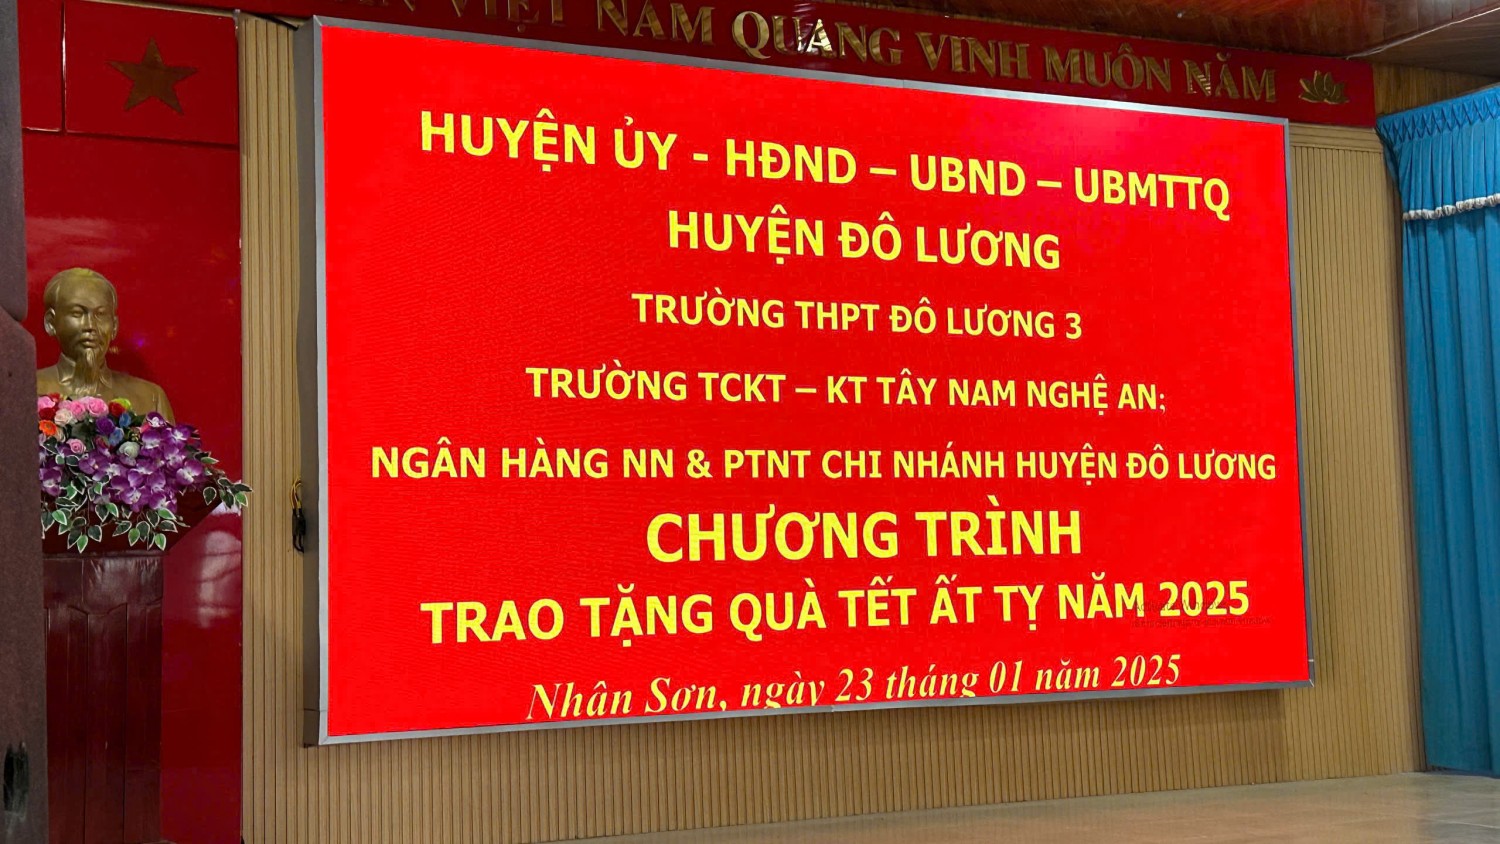 VIỆT NAM QUANG VINH MUÔN NĂM
HUYỆN ỦY - HĐND – UBND – UBMTTQ
HUYỆN ĐÔ LƯƠNG
TRƯỜNG THPT ĐÔ LƯƠNG 3
TRƯỜNG TCKT – KT TÂY NAM NGHỆ AN;
NGÂN HÀNG NN & PTNT CHI NHÁNH HUYỆN ĐÔ LƯƠNG
CHƯƠNG TRÌNH
TRAO TẶNG QUÀ TẾT ẤT TỴ NĂM 2025
Nhân Sơn, ngày 23 tháng 01 năm 2025